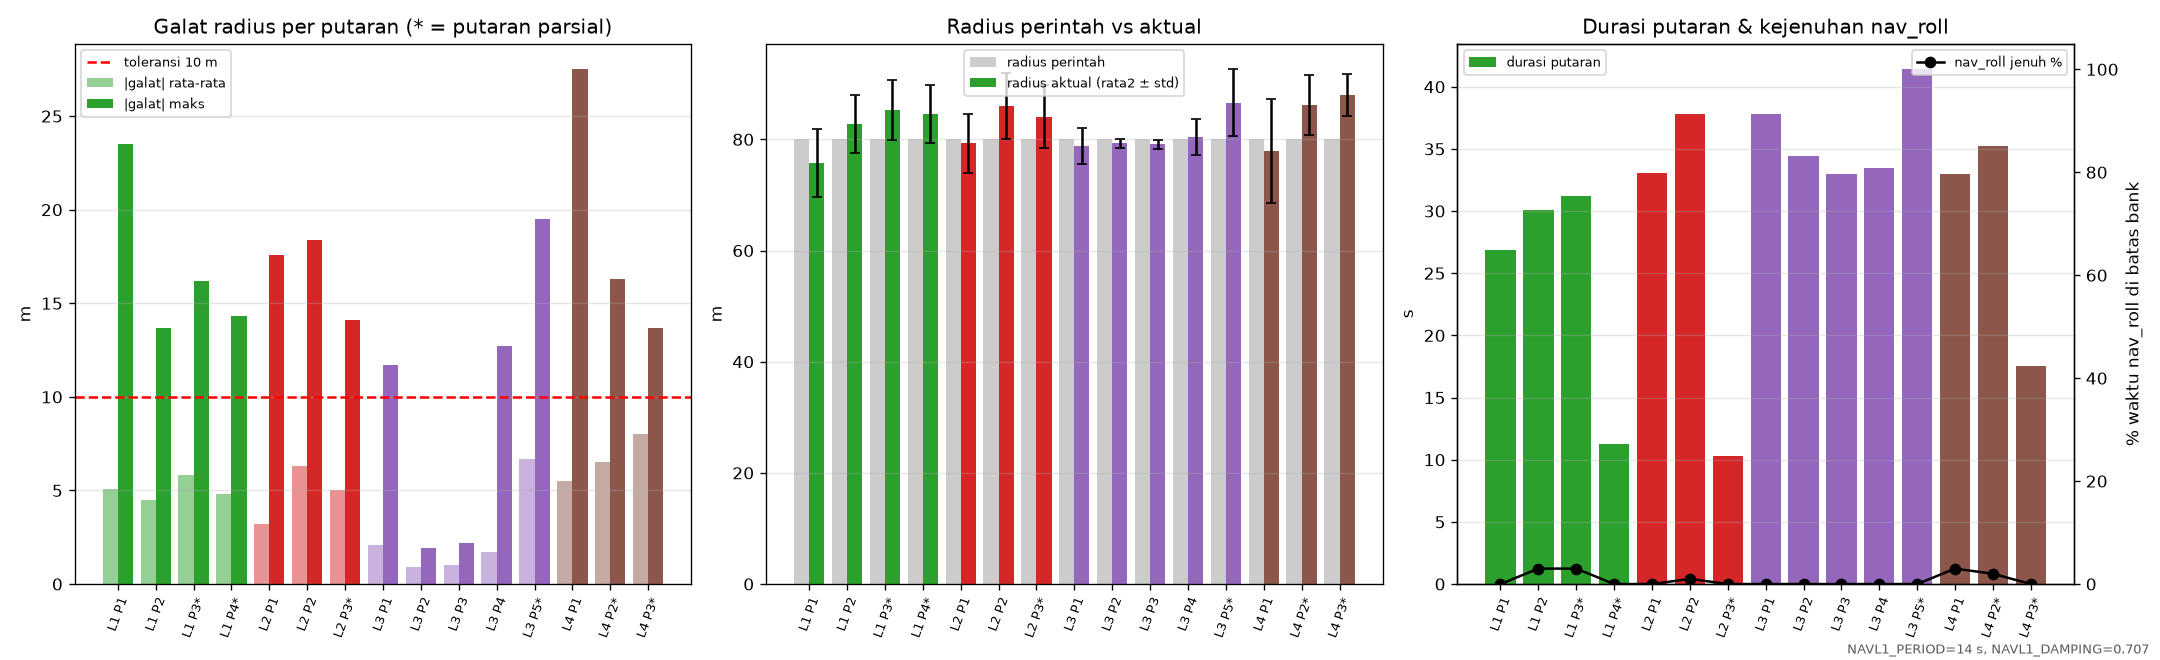 Galat radius per putaran (* = putaran parsial)
toleransi 10 m
|galat| rata-rata
|galat| maks
m
25
20
15
10
5
0
L1 P1
L1 P2
L1 P3*
L1 P4*
L2 P1
L2 P2
L2 P3*
L3 P1
L3 P2
L3 P3
L3 P4
L3 P5*
L4 P1
L4 P2*
L4 P3*
Radius perintah vs aktual
radius perintah
radius aktual (rata2 ± std)
m
80
60
40
20
0
L1 P1
L1 P2
L1 P3*
L1 P4*
L2 P1
L2 P2
L2 P3*
L3 P1
L3 P2
L3 P3
L3 P4
L3 P5*
L4 P1
L4 P2*
L4 P3*
Durasi putaran & kejenuhan nav_roll
durasi putaran
nav_roll jenuh %
s
40
35
30
25
20
15
10
5
0
100
80
60
40
20
0
% waktu nav_roll di batas bank
L1 P1
L1 P2
L1 P3*
L1 P4*
L2 P1
L2 P2
L2 P3*
L3 P1
L3 P2
L3 P3
L3 P4
L3 P5*
L4 P1
L4 P2*
L4 P3*
NAVL1_PERIOD=14 s, NAVL1_DAMPING=0.707